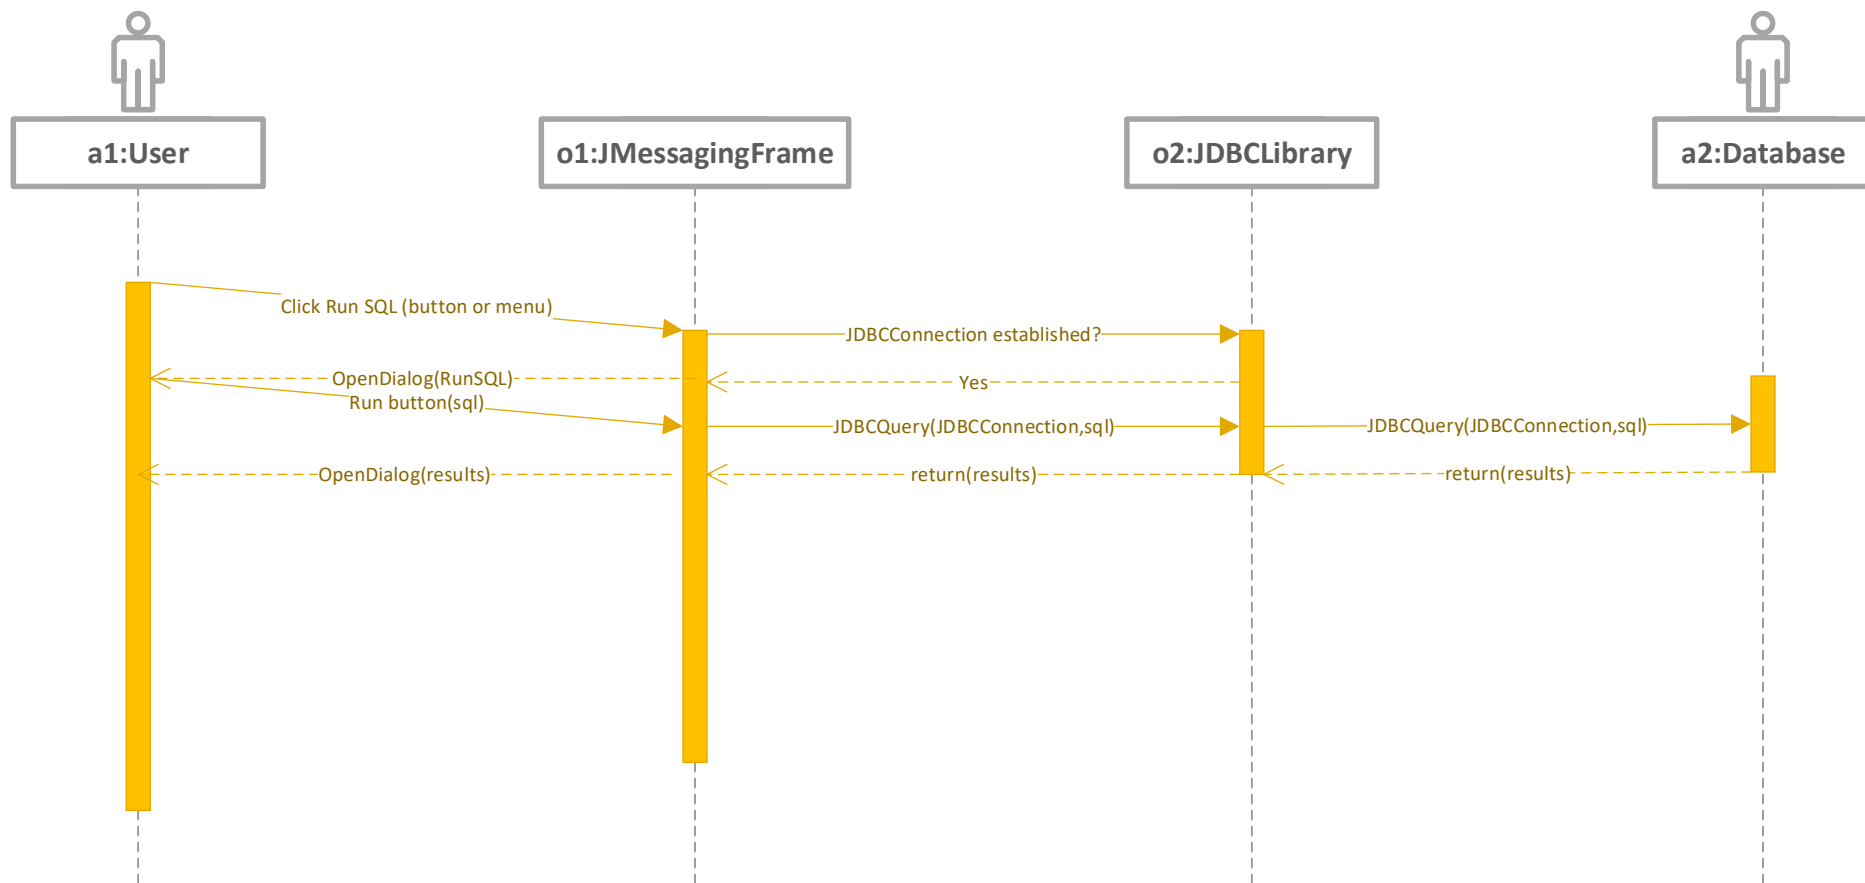 a1:User
o1:JMessagingFrame
o2:JDBCLibrary
a2:Database
Click Run SQL (button or menu)
JDBCConnection established?
OpenDialog(RunSQL)
Yes
Run button(sql)
JDBCQuery(JDBCConnection,sql)
JDBCQuery(JDBCConnection,sql)
OpenDialog(results)
return(results)
return(results)